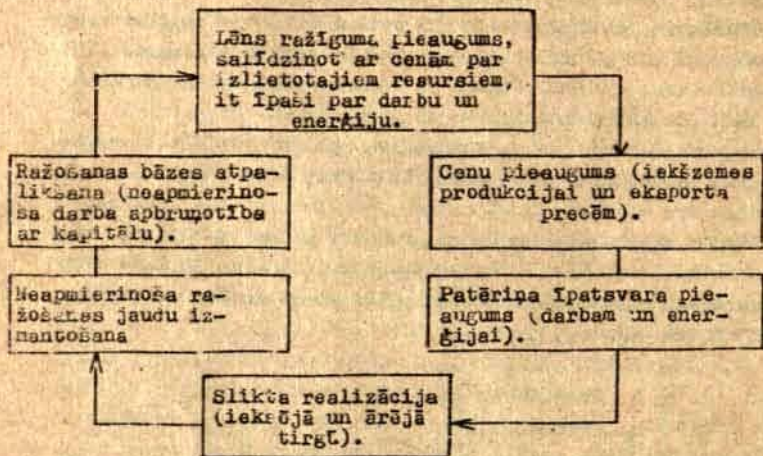 Lēns ražīguma pieaugums,
salīdzinot ar cenām par
izlietotajiem resursiem,
it īpaši par darbu un
enerģiju.
Ražošanas bāzes atpa-
likšana (neapmierino-
ša darba apbruņotība
ar kapitālu).
Cenu pieaugums (iekšzemes
produkcijai un eksporta
precēm).
Neapmierinoša ra-
žošanas jaudu iz-
mantošana
Patēriņa īpatsvara pie-
augums (darbam un ener-
ģijai).
Slikta realizācija
(iekšējā un ārējā
tirgū).